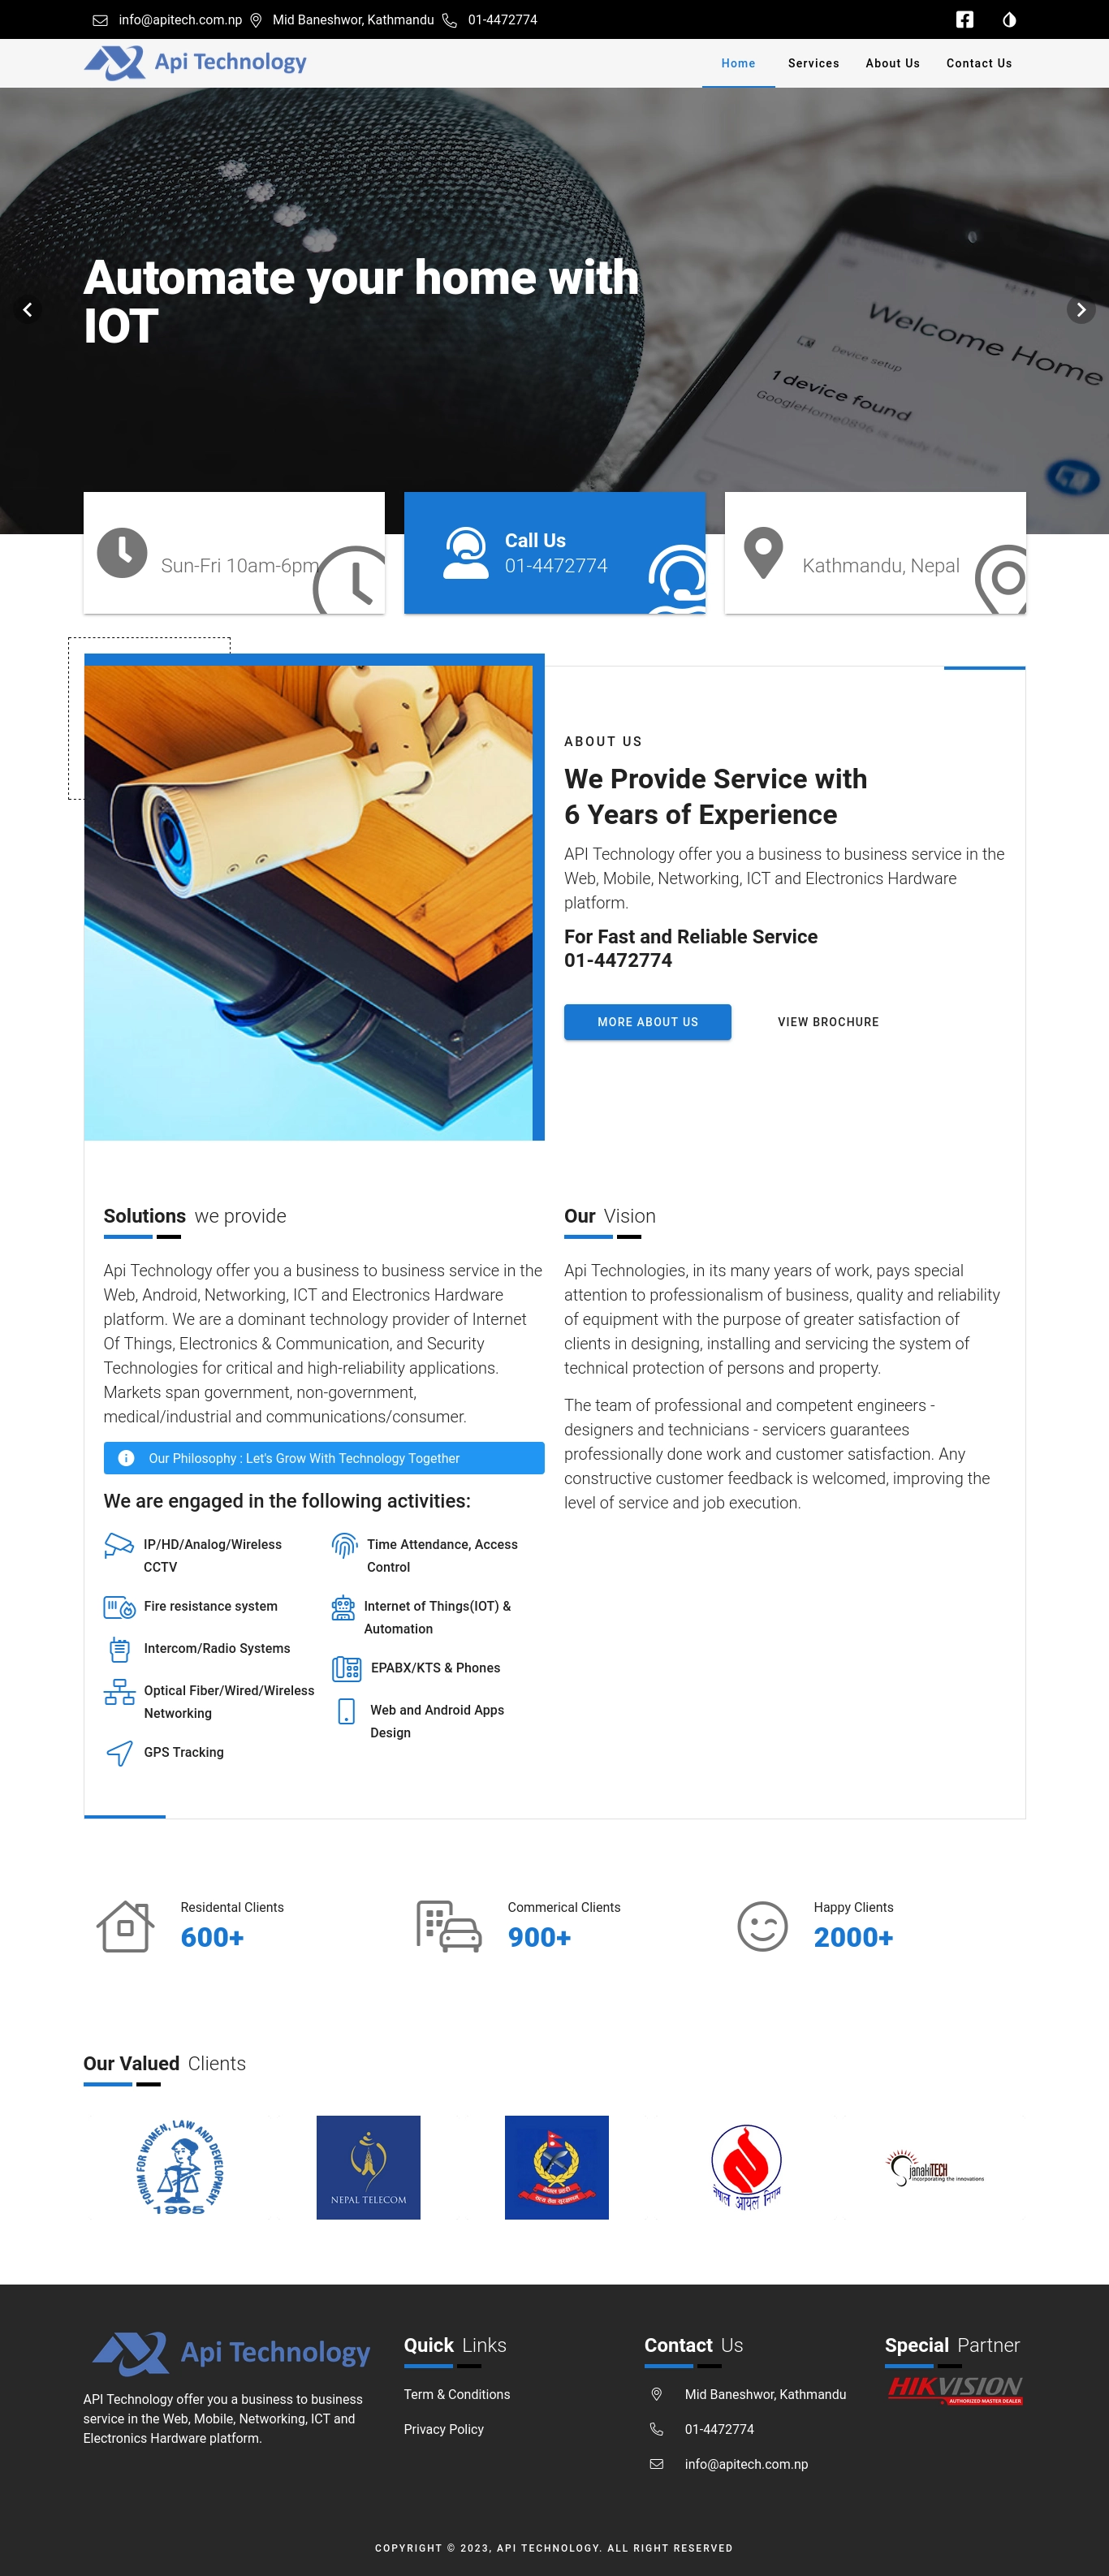 info@apitech.com.np Mid Baneshwor, Kathmandu 01-4472774
Api Technology
Home Services About Us Contact Us
Automate your home with
IOT
Welcome Home
Device setup
1 device found
GoogleHome0896 is ready for set up
Sun-Fri 10am-6pm
Call Us
01-4472774
Kathmandu, Nepal
ABOUT US
We Provide Service with
6 Years of Experience
API Technology offer you a business to business service in the
Web, Mobile, Networking, ICT and Electronics Hardware
platform.
For Fast and Reliable Service
01-4472774
MORE ABOUT US
VIEW BROCHURE
Solutions we provide
Api Technology offer you a business to business service in the
Web, Android, Networking, ICT and Electronics Hardware
platform. We are a dominant technology provider of Internet
Of Things, Electronics & Communication, and Security
Technologies for critical and high-reliability applications.
Markets span government, non-government,
medical/industrial and communications/consumer.
Our Philosophy : Let's Grow With Technology Together
We are engaged in the following activities:
IP/HD/Analog/Wireless
CCTV
Fire resistance system
Intercom/Radio Systems
Optical Fiber/Wired/Wireless
Networking
GPS Tracking
Time Attendance, Access
Control
Internet of Things(IOT) &
Automation
EPABX/KTS & Phones
Web and Android Apps
Design
Our Vision
Api Technologies, in its many years of work, pays special
attention to professionalism of business, quality and reliability
of equipment with the purpose of greater satisfaction of
clients in designing, installing and servicing the system of
technical protection of persons and property.
The team of professional and competent engineers -
designers and technicians - servicers guarantees
professionally done work and customer satisfaction. Any
constructive customer feedback is welcomed, improving the
level of service and job execution.
Residental Clients
600+
Commerical Clients
900+
Happy Clients
2000+
Our Valued Clients
FORUM FOR WOMEN, LAW AND DEVELOPMENT
1995
NEPAL TELECOM
नेपाल आयल निगम
JanakiTECH
incorporating the innovations
Api Technology
API Technology offer you a business to business
service in the Web, Mobile, Networking, ICT and
Electronics Hardware platform.
Quick Links
Term & Conditions
Privacy Policy
Contact Us
Mid Baneshwor, Kathmandu
01-4472774
info@apitech.com.np
Special Partner
HIKVISION
AUTHORIZED MASTER DEALER
COPYRIGHT © 2023, API TECHNOLOGY. ALL RIGHT RESERVED